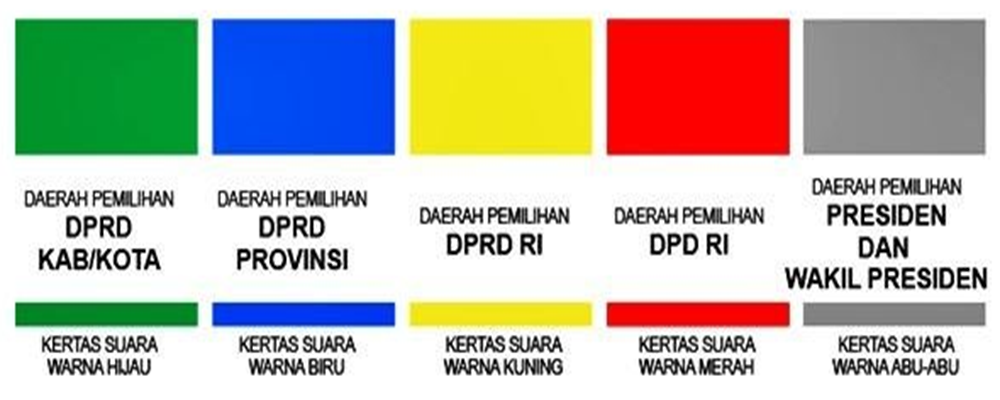 DAERAH PEMILIHAN
DPRD
KAB/KOTA
KERTAS SUARA
WARNA HIJAU
DAERAH PEMILIHAN
DPRD
PROVINSI
KERTAS SUARA
WARNA BIRU
DAERAH PEMILIHAN
DPRD RI
KERTAS SUARA
WARNA KUNING
DAERAH PEMILIHAN
DPD RI
KERTAS SUARA
WARNA MERAH
DAERAH PEMILIHAN
PRESIDEN
DAN
WAKIL PRESIDEN
KERTAS SUARA
WARNA ABU-ABU